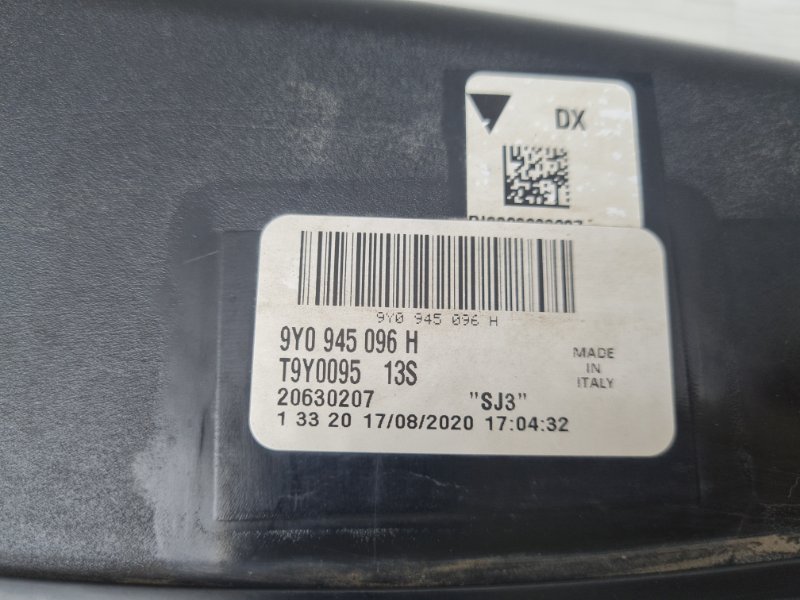 DX
9Y0 945 096 H
9Y0 945 096 H
T9Y0095 13S
MADE
IN
ITALY
20630207 "SJ3"
1 33 20 17/08/2020 17:04:32